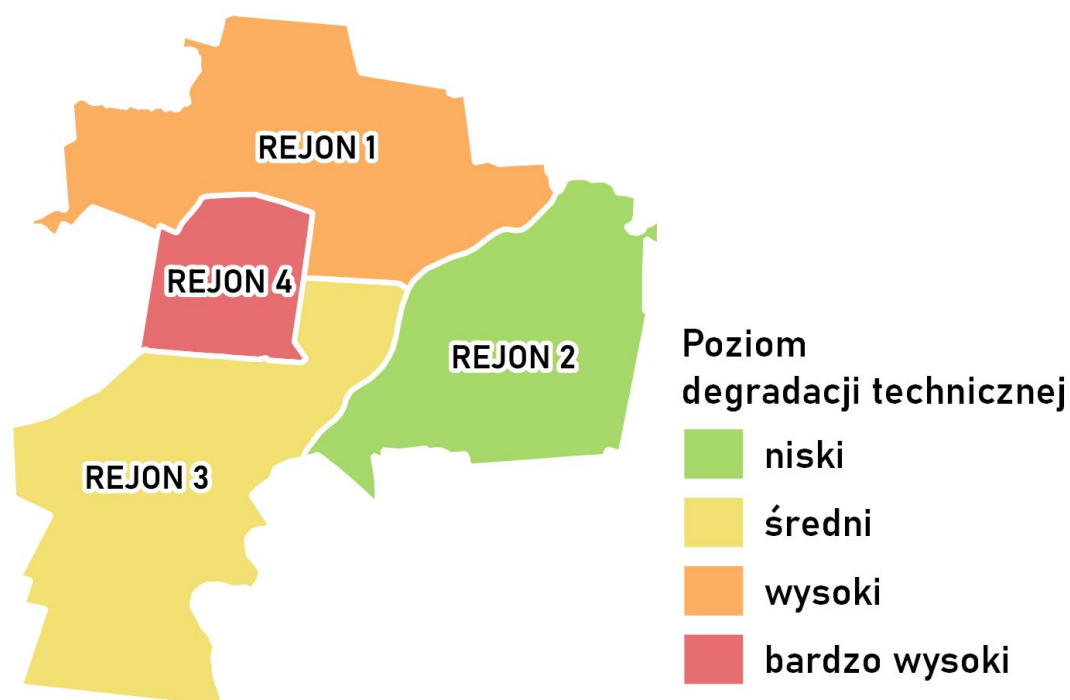 REJON 1
REJON 4
REJON 2
REJON 3
Poziom
degradacji technicznej
niski
średni
wysoki
bardzo wysoki